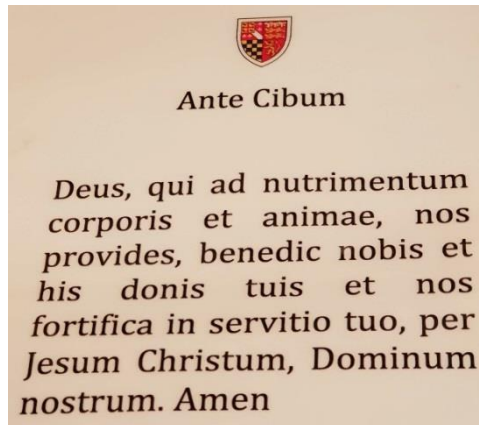 Ante Cibum
Deus, qui ad nutrimentum
corporis et animae, nos
provides, benedic nobis et
his donis tuis et nos
fortifica in servitio tuo, per
Jesum Christum, Dominum
nostrum. Amen